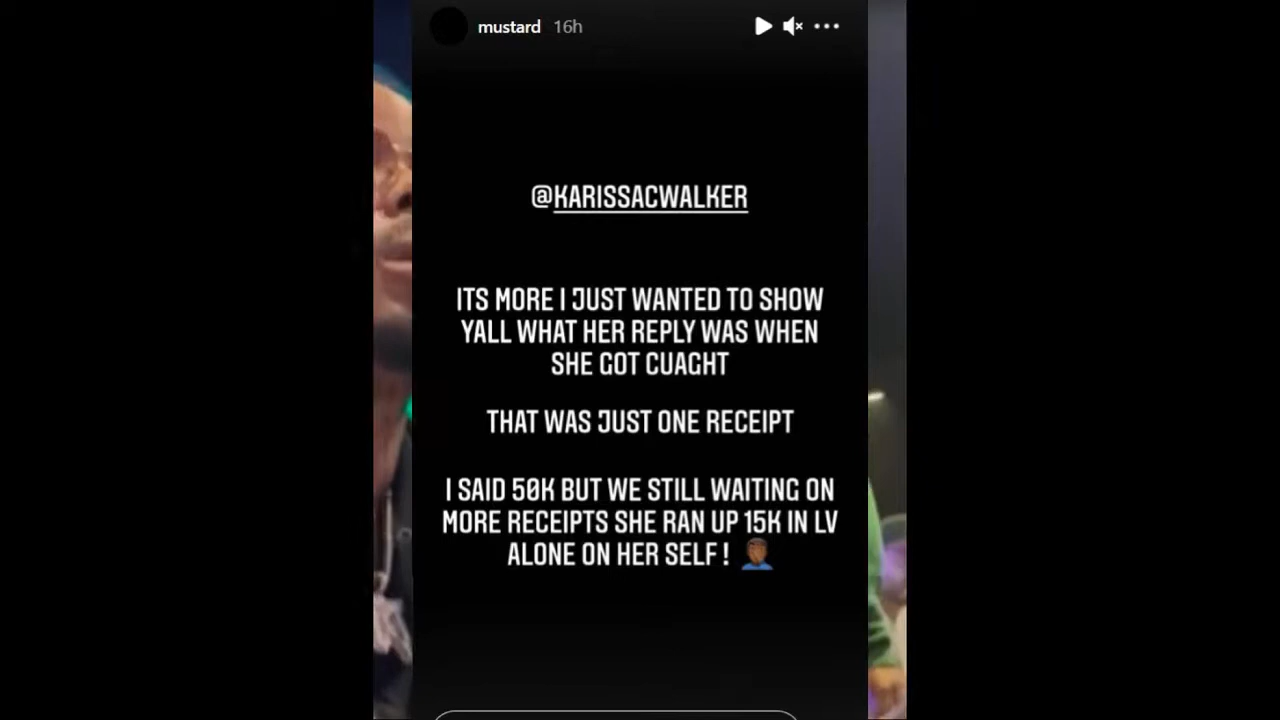 mustard 16h
@KARISSACWALKER
ITS MORE I JUST WANTED TO SHOW
YALL WHAT HER REPLY WAS WHEN
SHE GOT CUAGHT
THAT WAS JUST ONE RECEIPT
I SAID 50K BUT WE STILL WAITING ON
MORE RECEIPTS SHE RAN UP 15K IN LV
ALONE ON HER SELF! 🤦🏾‍♂️